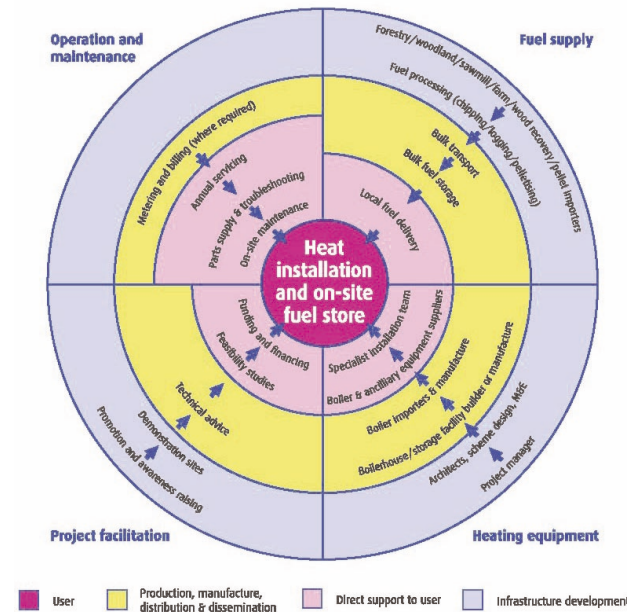 Operation and
maintenance
Fuel supply
Forestry/woodland/sawmill/farm/wood recovery/pellet importers
Fuel processing (chipping/logging/pelletising)
Bulk transport
Bulk fuel storage
Local fuel delivery
Metering and billing (where required)
Annual servicing
Parts supply & troubleshooting
On-site maintenance
Heat
installation
and on-site
fuel store
Funding and financing
Feasibility studies
Technical advice
Demonstration sites
Promotion and awareness raising
Specialist installation team
Boiler & ancilliary equipment suppliers
Boiler importers & manufacture
Boilerhouse/storage facility builder or manufacture
Architects, scheme design, M&E
Project manager
Project facilitation
Heating equipment
User
Production, manufacture,
distribution & dissemination
Direct support to user
Infrastructure development